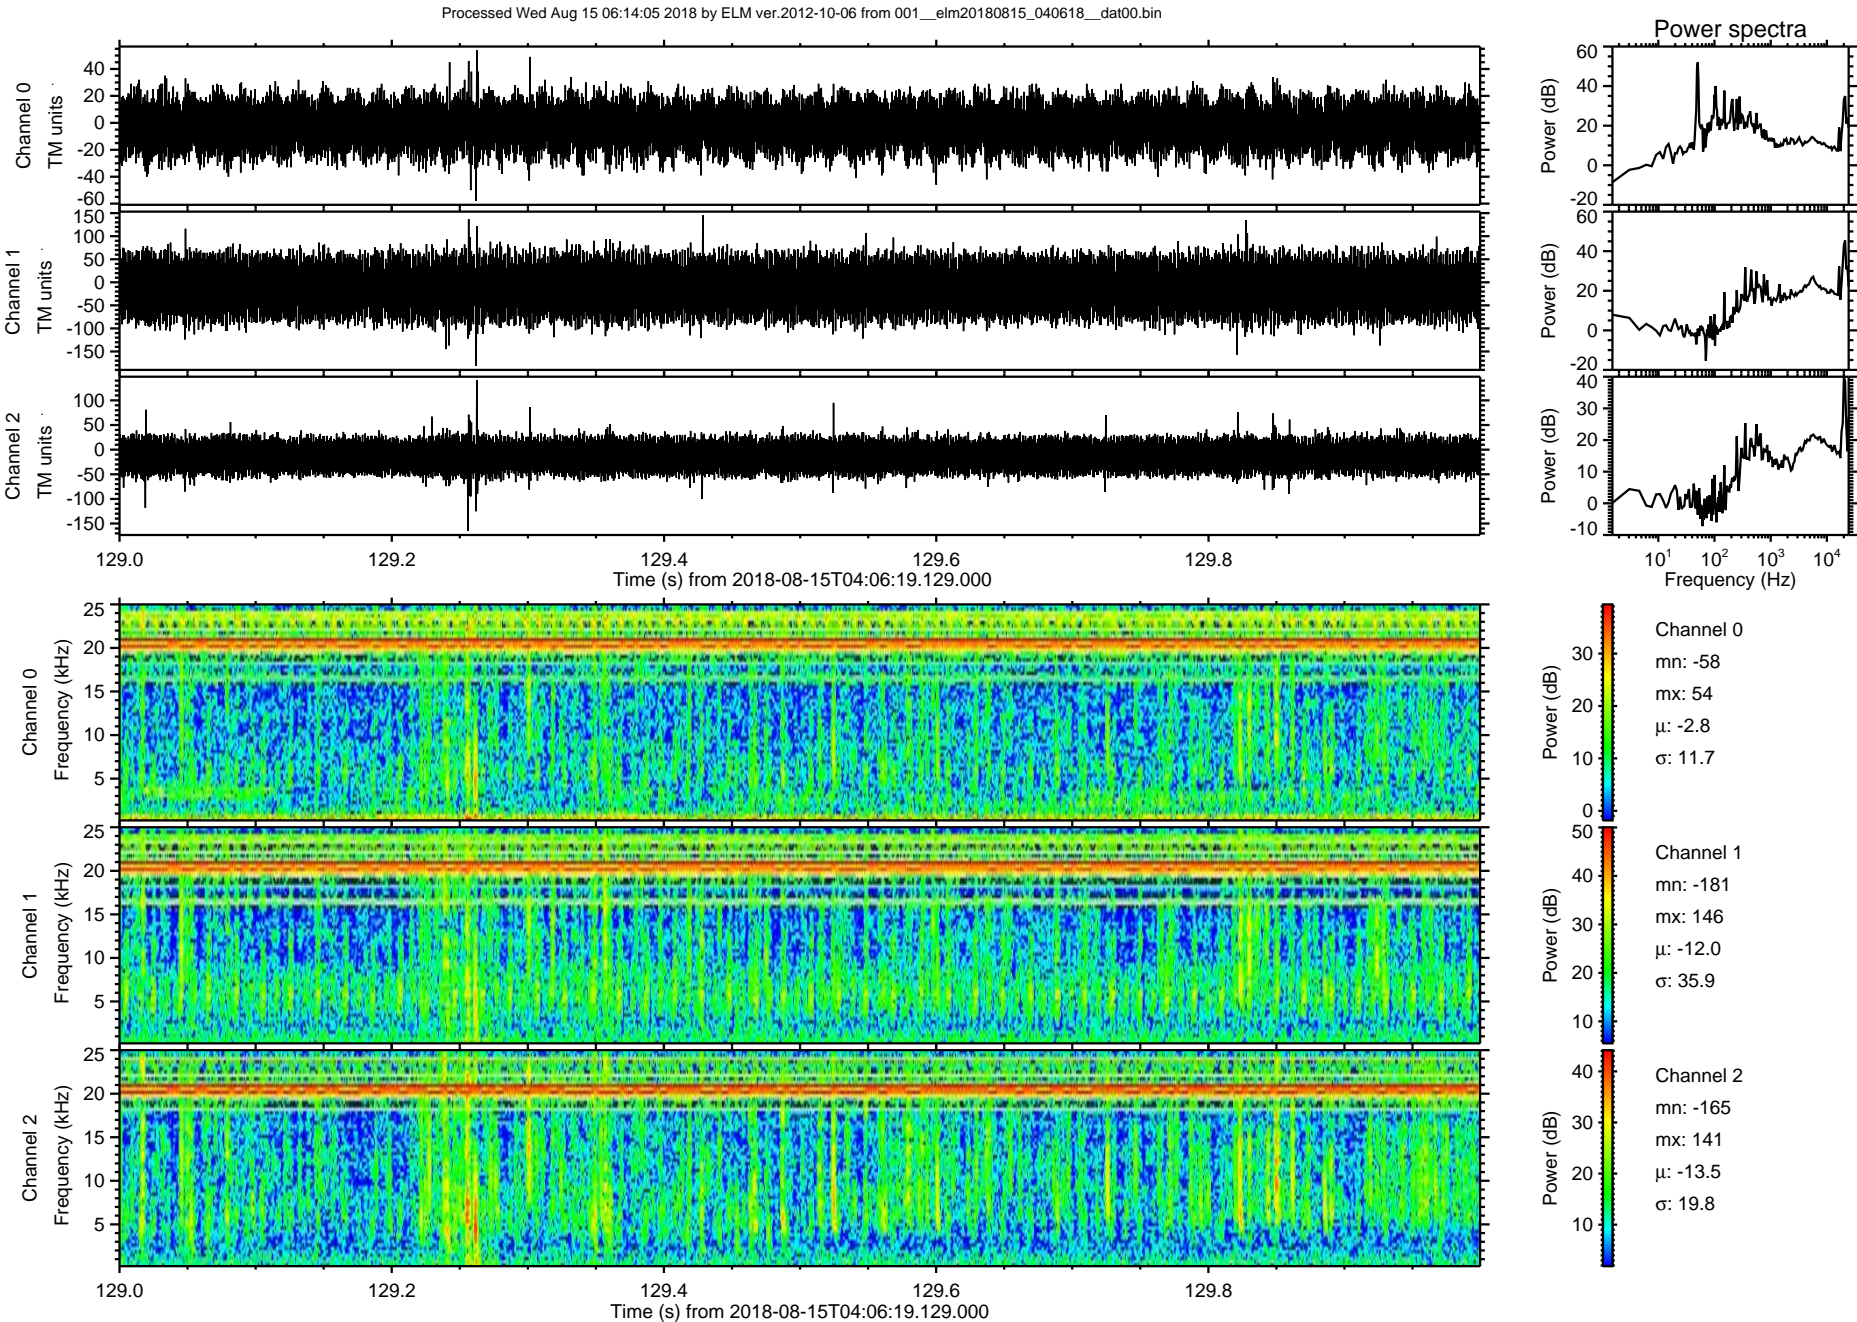 Processed Wed Aug 15 06:14:05 2018 by ELM ver.2012-10-06 from 001__elm20180815_040618__dat00.bin
Power spectra
Channel 0
TM units
40
20
0
-20
-40
-60
Power (dB)
60
40
20
0
-20
Channel 1
TM units
150
100
50
0
-50
-100
-150
Power (dB)
60
40
20
0
-20
Channel 2
TM units
100
50
0
-50
-100
-150
Power (dB)
40
30
20
10
0
-10
129.0 129.2 129.4 129.6 129.8
Time (s) from 2018-08-15T04:06:19.129.000
10^1 10^2 10^3 10^4
Frequency (Hz)
Channel 0
Frequency (kHz)
25
20
15
10
5
Power (dB)
30
20
10
0
Channel 0
mn: -58
mx: 54
µ: -2.8
σ: 11.7
Channel 1
Frequency (kHz)
25
20
15
10
5
Power (dB)
50
40
30
20
10
Channel 1
mn: -181
mx: 146
µ: -12.0
σ: 35.9
Channel 2
Frequency (kHz)
25
20
15
10
5
Power (dB)
40
30
20
10
Channel 2
mn: -165
mx: 141
µ: -13.5
σ: 19.8
129.0 129.2 129.4 129.6 129.8
Time (s) from 2018-08-15T04:06:19.129.000